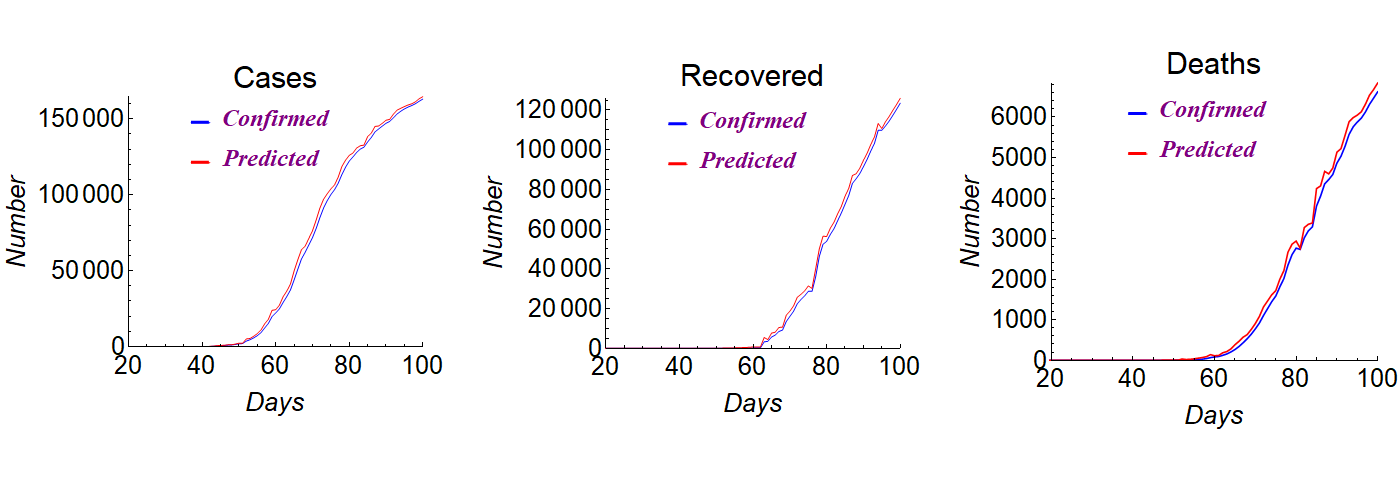 Cases
Confirmed
Predicted
Number
150 000
100 000
50 000
0
20 40 60 80 100
Days
Recovered
Confirmed
Predicted
Number
120 000
100 000
80 000
60 000
40 000
20 000
0
20 40 60 80 100
Days
Deaths
Confirmed
Predicted
Number
6000
5000
4000
3000
2000
1000
0
20 40 60 80 100
Days